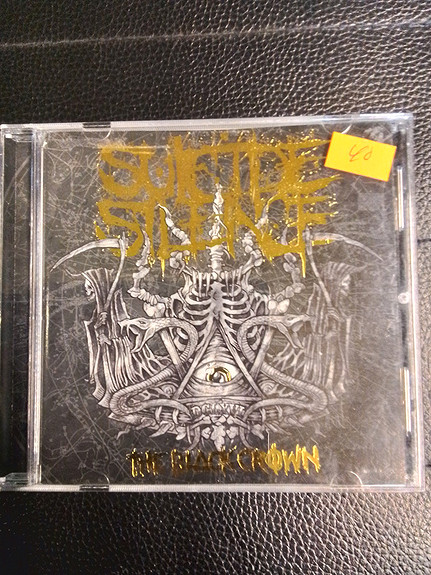 SUICIDE
SILENCE
40
THE BLACK CROWN